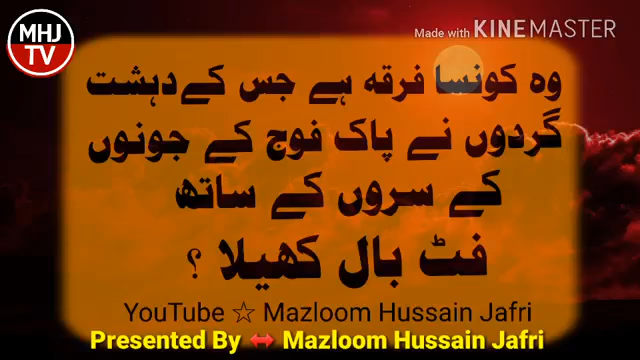 MHJ
TV
Made with KINEMASTER
وہ کونسا فرقہ ہے جس کے دہشت
گردوں نے پاک فوج کے جونوں
کے سروں کے ساتھ
فٹ بال کھیلا ؟
YouTube ☆ Mazloom Hussain Jafri
Presented By ↔ Mazloom Hussain Jafri